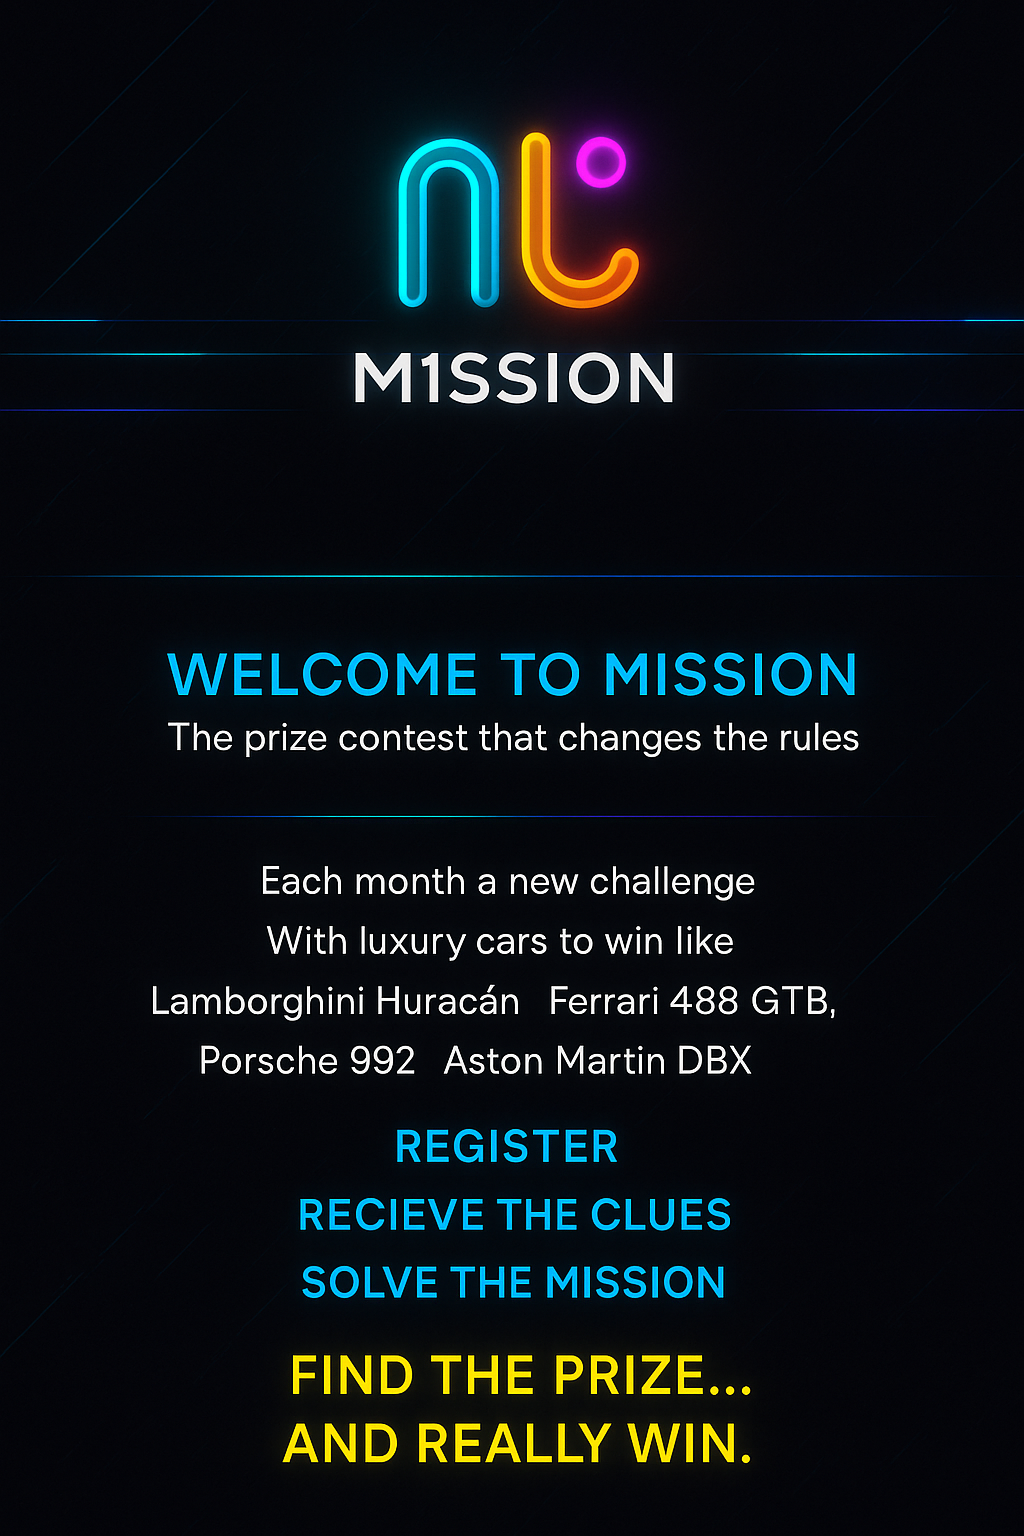 M1SSION
WELCOME TO MISSION
The prize contest that changes the rules
Each month a new challenge
With luxury cars to win like
Lamborghini Huracán Ferrari 488 GTB,
Porsche 992 Aston Martin DBX
REGISTER
RECIEVE THE CLUES
SOLVE THE MISSION
FIND THE PRIZE...
AND REALLY WIN.